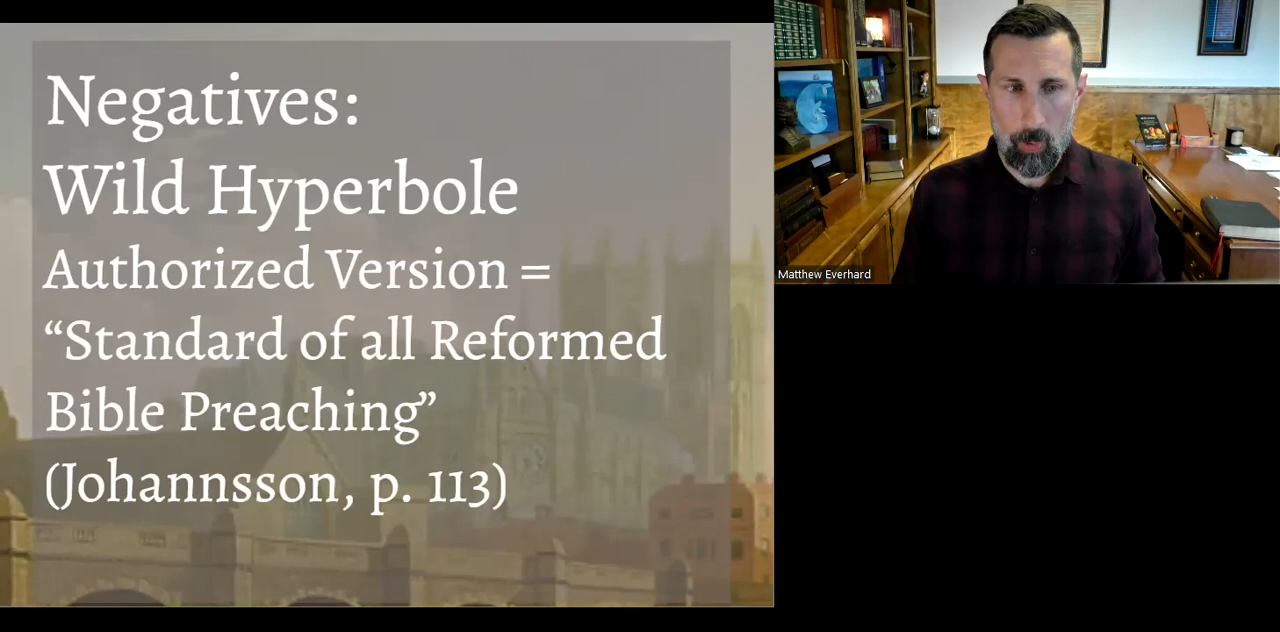 Negatives:
Wild Hyperbole
Authorized Version =
“Standard of all Reformed
Bible Preaching”
(Johannsson, p. 113)
Matthew Everhard